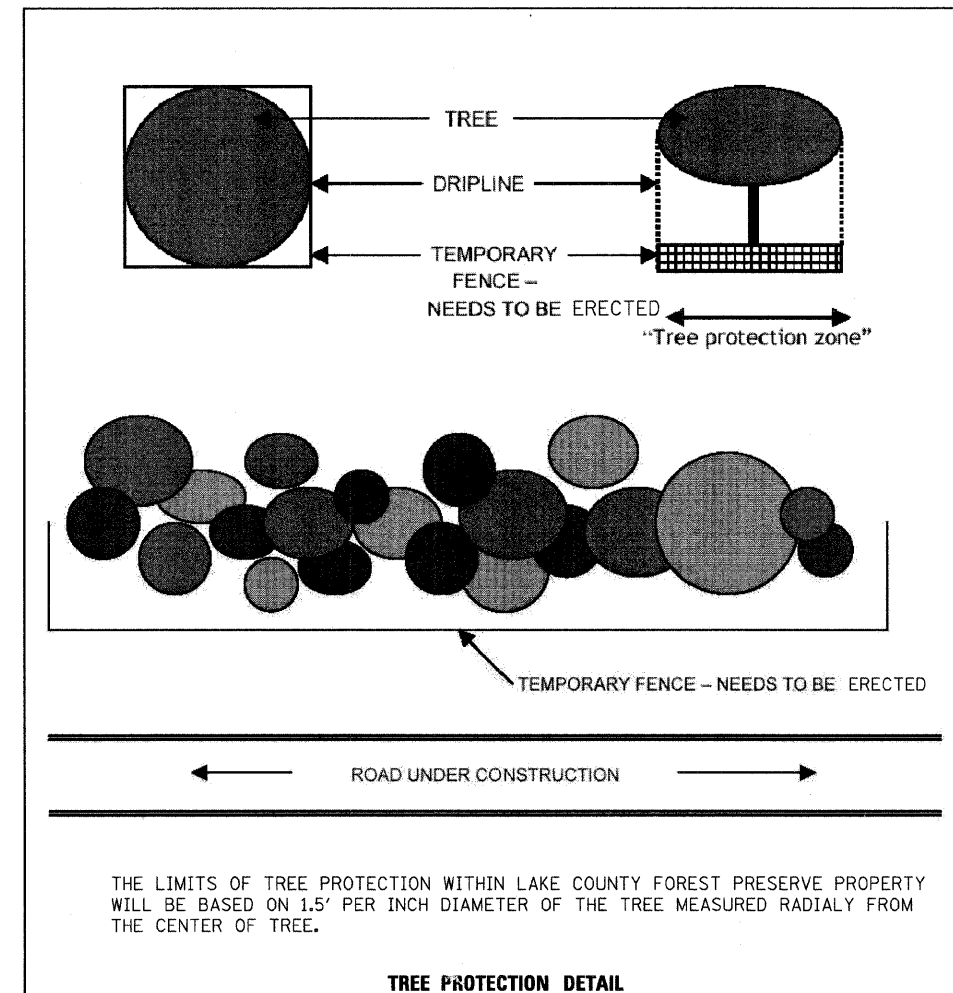 TREE
DRIPLINE
TEMPORARY
FENCE –
NEEDS TO BE ERECTED
"Tree protection zone"
TEMPORARY FENCE – NEEDS TO BE ERECTED
ROAD UNDER CONSTRUCTION
THE LIMITS OF TREE PROTECTION WITHIN LAKE COUNTY FOREST PRESERVE PROPERTY
WILL BE BASED ON 1.5' PER INCH DIAMETER OF THE TREE MEASURED RADIALY FROM
THE CENTER OF TREE.
TREE PROTECTION DETAIL